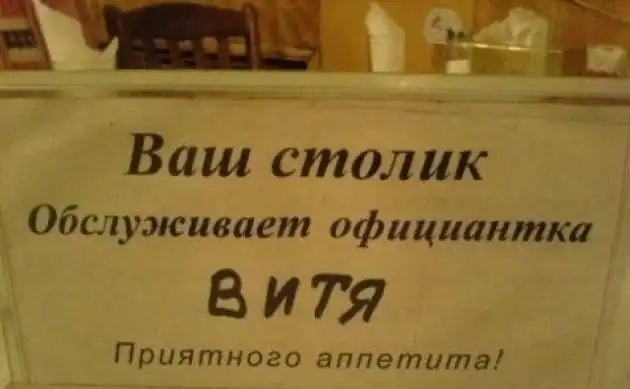 Ваш столик
Обслуживает официантка
ВИТЯ
Приятного аппетита!